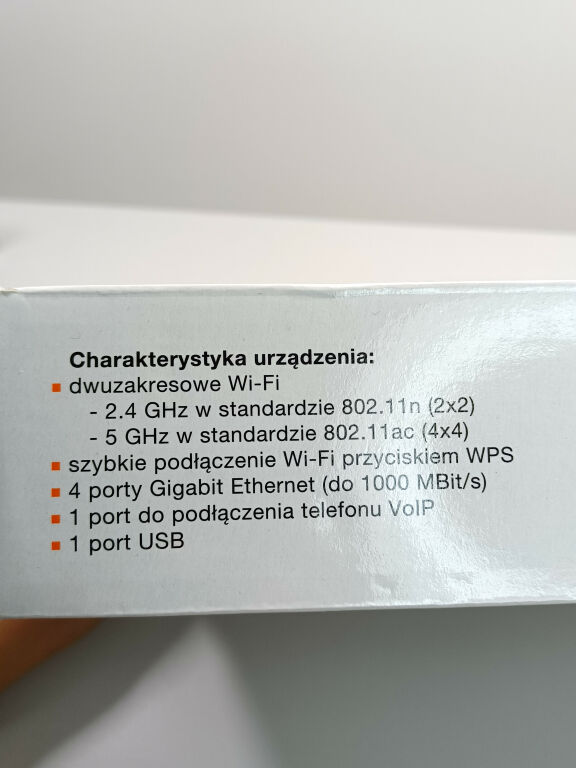 Charakterystyka urządzenia:
▪ dwuzakresowe Wi-Fi
- 2.4 GHz w standardzie 802.11n (2x2)
- 5 GHz w standardzie 802.11ac (4x4)
▪ szybkie podłączenie Wi-Fi przyciskiem WPS
▪ 4 porty Gigabit Ethernet (do 1000 MBit/s)
▪ 1 port do podłączenia telefonu VoIP
▪ 1 port USB